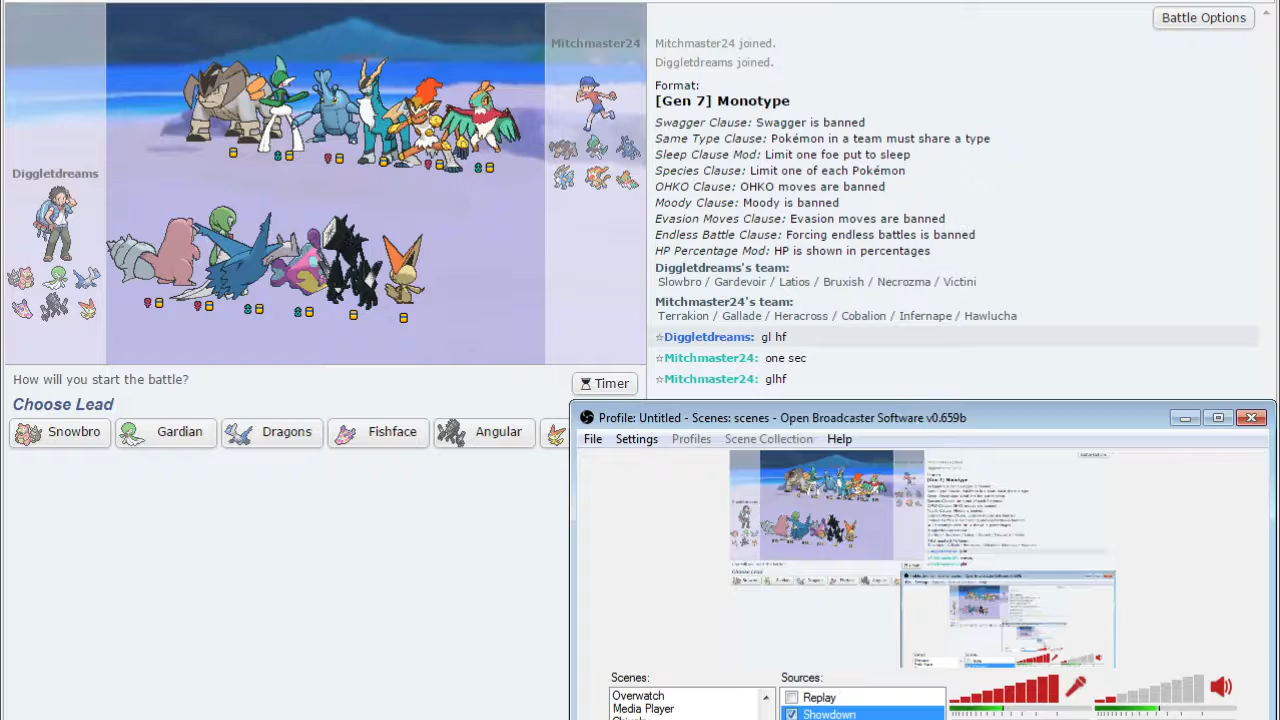 Battle Options
Mitchmaster24
Mitchmaster24 joined.
Diggletdreams joined.
Format:
[Gen 7] Monotype
Swagger Clause: Swagger is banned
Same Type Clause: Pokémon in a team must share a type
Sleep Clause Mod: Limit one foe put to sleep
Species Clause: Limit one of each Pokémon
OHKO Clause: OHKO moves are banned
Moody Clause: Moody is banned
Evasion Moves Clause: Evasion moves are banned
Endless Battle Clause: Forcing endless battles is banned
HP Percentage Mod: HP is shown in percentages
Diggletdreams's team:
Slowbro / Gardevoir / Latios / Bruxish / Necrozma / Victini
Mitchmaster24's team:
Terrakion / Gallade / Heracross / Cobalion / Infernape / Hawlucha
☆Diggletdreams: gl hf
☆Mitchmaster24: one sec
☆Mitchmaster24: glhf
Diggletdreams
How will you start the battle?
Timer
Choose Lead
Snowbro Gardian Dragons Fishface Angular
Profile: Untitled - Scenes: scenes - Open Broadcaster Software v0.659b
File Settings Profiles Scene Collection Help
Scenes:
Overwatch
Media Player
Sources:
Replay
Showdown